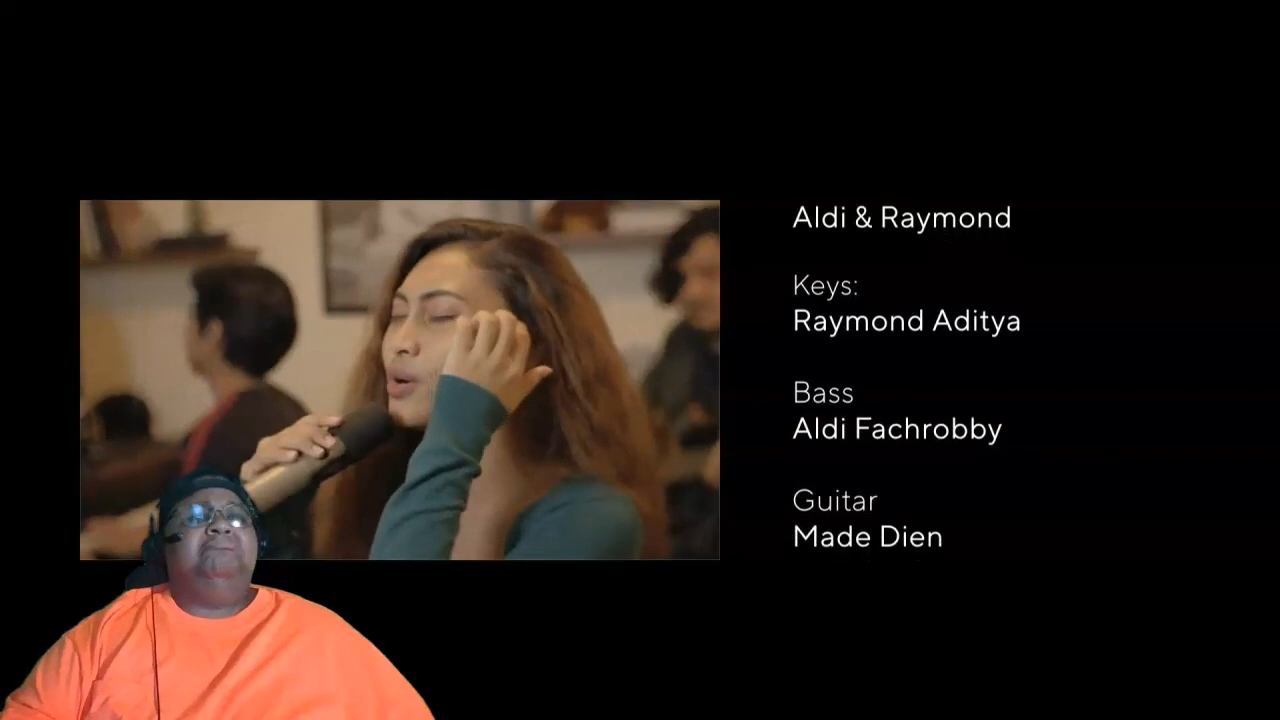 Aldi & Raymond
Keys:
Raymond Aditya
Bass
Aldi Fachrobby
Guitar
Made Dien